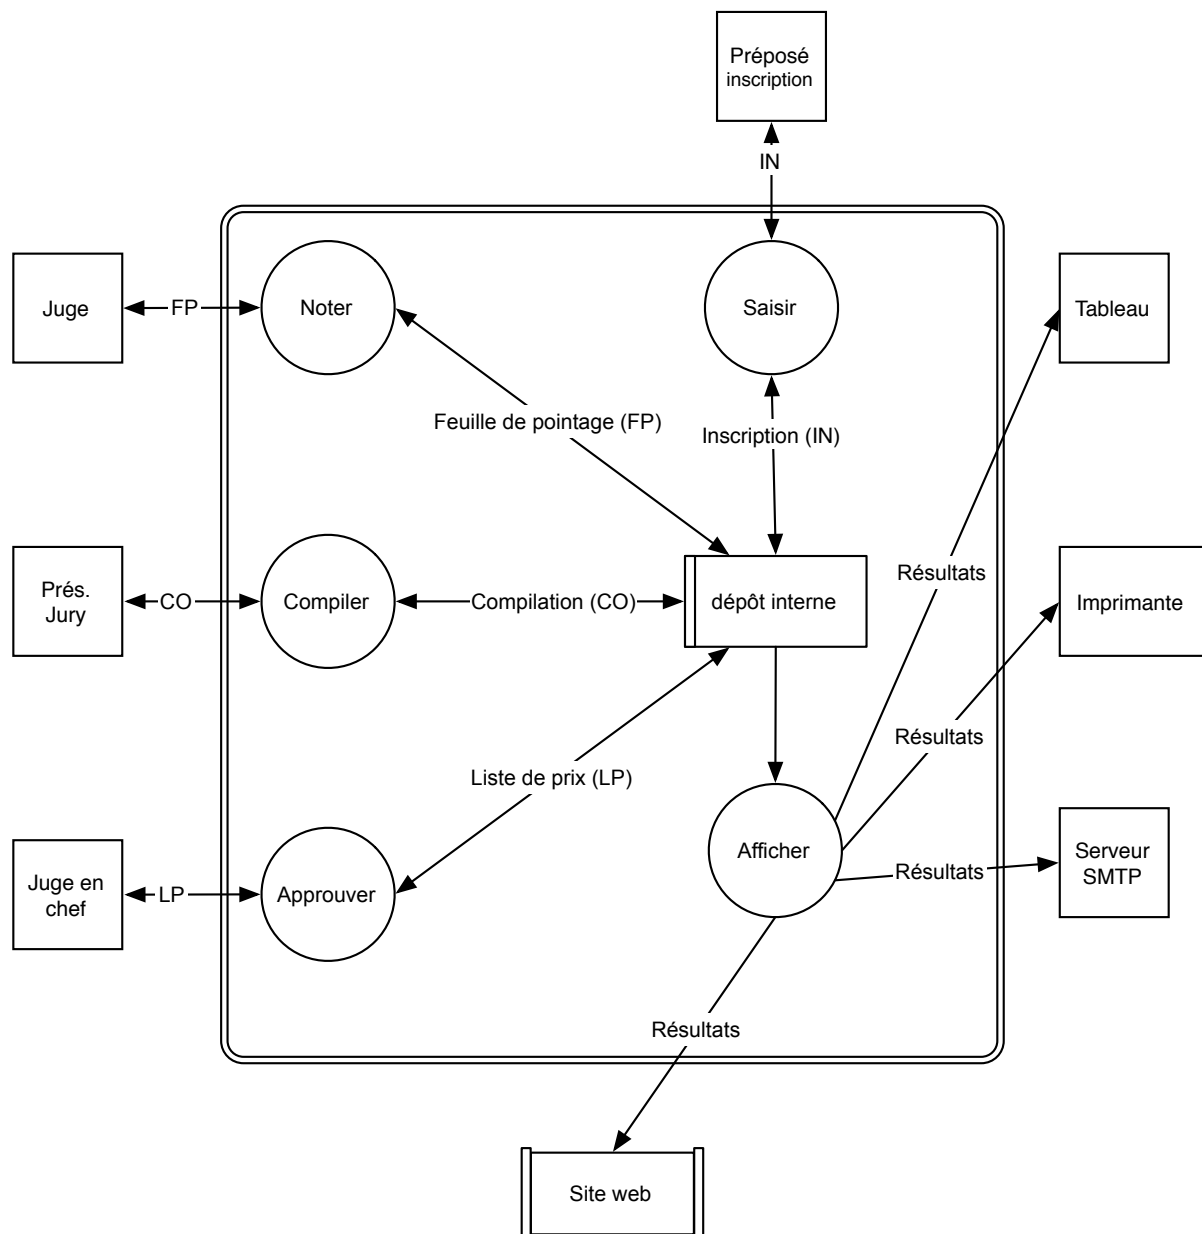 Préposé
inscription
IN
Juge
FP
Noter
Saisir
Tableau
Feuille de pointage (FP)
Inscription (IN)
Résultats
Prés.
Jury
CO
Compiler
Compilation (CO)
dépôt interne
Imprimante
Résultats
Liste de prix (LP)
Juge en
chef
LP
Approuver
Afficher
Résultats
Serveur
SMTP
Résultats
Site web